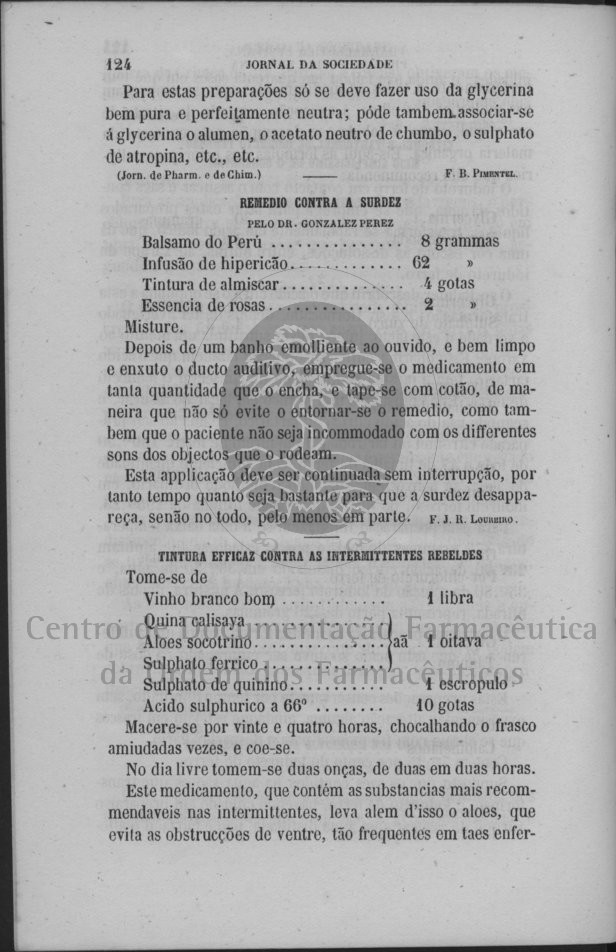 124 JORNAL DA SOCIEDADE
Para estas preparações só se deve fazer uso da glycerina
bem pura e perfeitamente neutra; póde tambem associar-se
á glycerina o alumen, o acetato neutro de chumbo, o sulphato
de atropina, etc., etc.
(Jorn. de Pharm. e de Chim.) F. B. PIMENTEL.
REMEDIO CONTRA A SURDEZ
PELO DR. GONZALEZ PEREZ
Balsamo do Perú ............... 8 grammas
Infusão de hipericão............. 62 »
Tintura de almiscar.............. 4 gotas
Essencia de rosas................ 2 »
Misture.
Depois de um banho emolliente ao ouvido, e bem limpo
e enxuto o ducto auditivo, empregue-se o medicamento em
tanta quantidade que o encha, e tape-se com cotão, de ma-
neira que não só evite o entornar-se o remedio, como tam-
bem que o paciente não seja incommodado com os differentes
sons dos objectos que o rodeam.
Esta applicação deve ser continuada sem interrupção, por
tanto tempo quanto seja bastante para que a surdez desappa-
reça, senão no todo, pelo menos em parte. F. J. R. LOUREIRO.
TINTURA EFFICAZ CONTRA AS INTERMITTENTES REBELDES
Tome-se de
Vinho branco bom ............ 1 libra
Quina calisaya ................
Aloes socotrino................ } aã 1 oitava
Sulphato ferrico ..............
Sulphato de quinino........... 1 escropulo
Acido sulphurico a 66º ........ 10 gotas
Macere-se por vinte e quatro horas, chocalhando o frasco
amiudadas vezes, e coe-se.
No dia livre tomem-se duas onças, de duas em duas horas.
Este medicamento, que contém as substancias mais recom-
mendaveis nas intermittentes, leva alem d'isso o aloes, que
evita as obstrucções de ventre, tão frequentes em taes enfer-
Centro de Documentação Farmacêutica
da Ordem dos Farmacêuticos